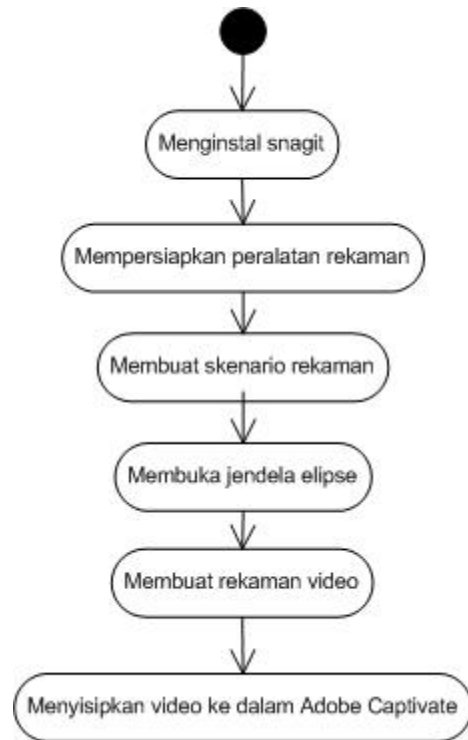 Menginstal snagit
Mempersiapkan peralatan rekaman
Membuat skenario rekaman
Membuka jendela elipse
Membuat rekaman video
Menyisipkan video ke dalam Adobe Captivate